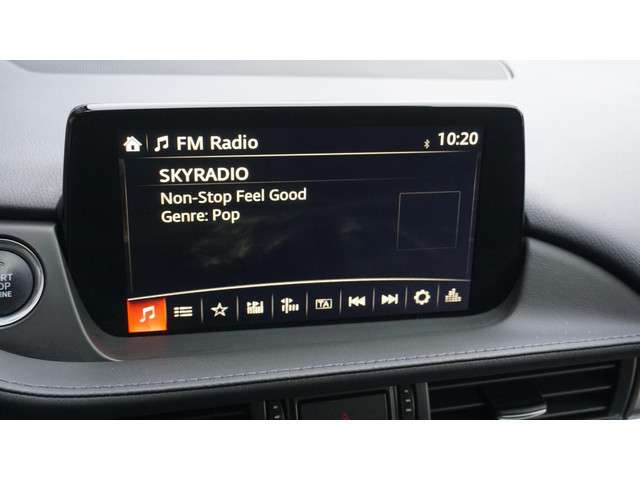 FM Radio
10:20
SKYRADIO
Non-Stop Feel Good
Genre: Pop
TA